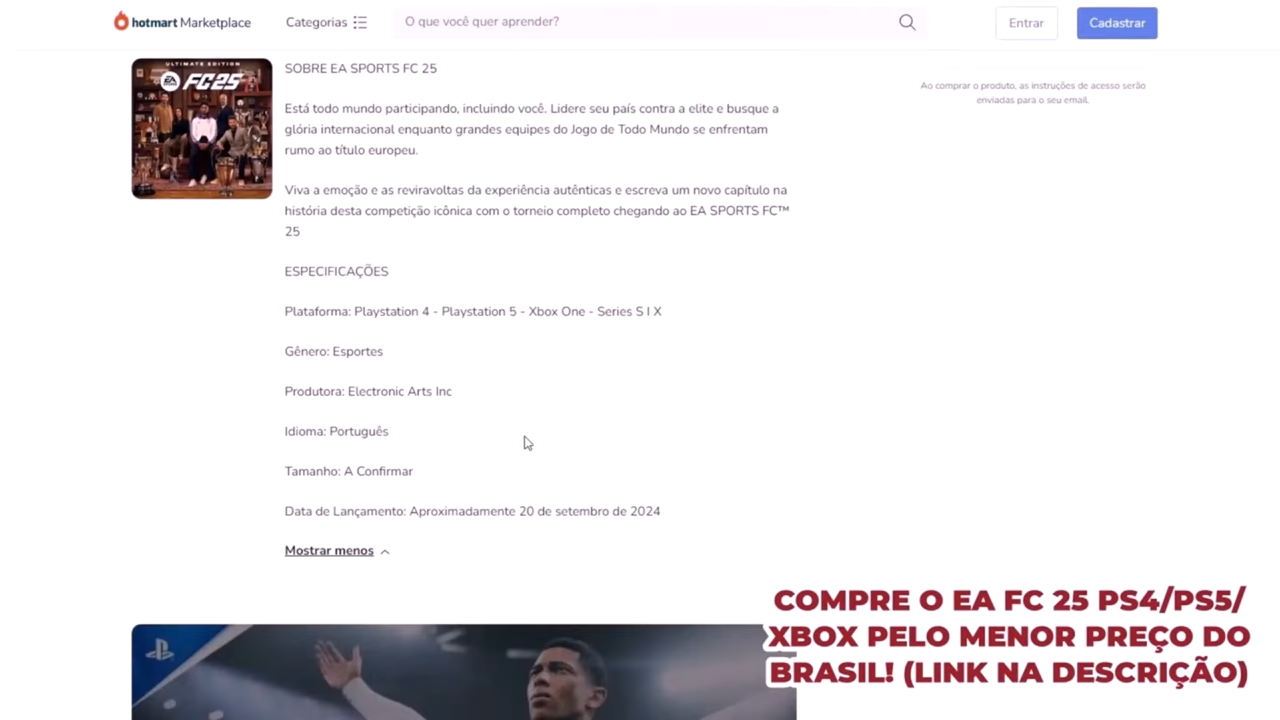 hotmart Marketplace
Categorias
O que você quer aprender?
Entrar
Cadastrar
ULTIMATE EDITION
EA SPORTS FC25
SOBRE EA SPORTS FC 25
Está todo mundo participando, incluindo você. Lidere seu país contra a elite e busque a
glória internacional enquanto grandes equipes do Jogo de Todo Mundo se enfrentam
rumo ao título europeu.
Viva a emoção e as reviravoltas da experiência autênticas e escreva um novo capítulo na
história desta competição icônica com o torneio completo chegando ao EA SPORTS FC™
25
ESPECIFICAÇÕES
Plataforma: Playstation 4 - Playstation 5 - Xbox One - Series S I X
Gênero: Esportes
Produtora: Electronic Arts Inc
Idioma: Português
Tamanho: A Confirmar
Data de Lançamento: Aproximadamente 20 de setembro de 2024
Mostrar menos
Ao comprar o produto, as instruções de acesso serão
enviadas para o seu email.
COMPRE O EA FC 25 PS4/PS5/
XBOX PELO MENOR PREÇO DO
BRASIL! (LINK NA DESCRIÇÃO)